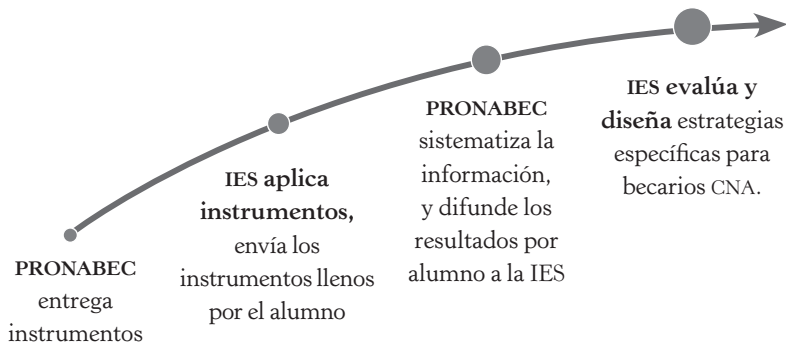 PRONABEC
entrega
instrumentos
IES aplica
instrumentos,
envía los
instrumentos llenos
por el alumno
PRONABEC
sistematiza la
información,
y difunde los
resultados por
alumno a la IES
IES evalúa y
diseña estrategias
específicas para
becarios CNA.